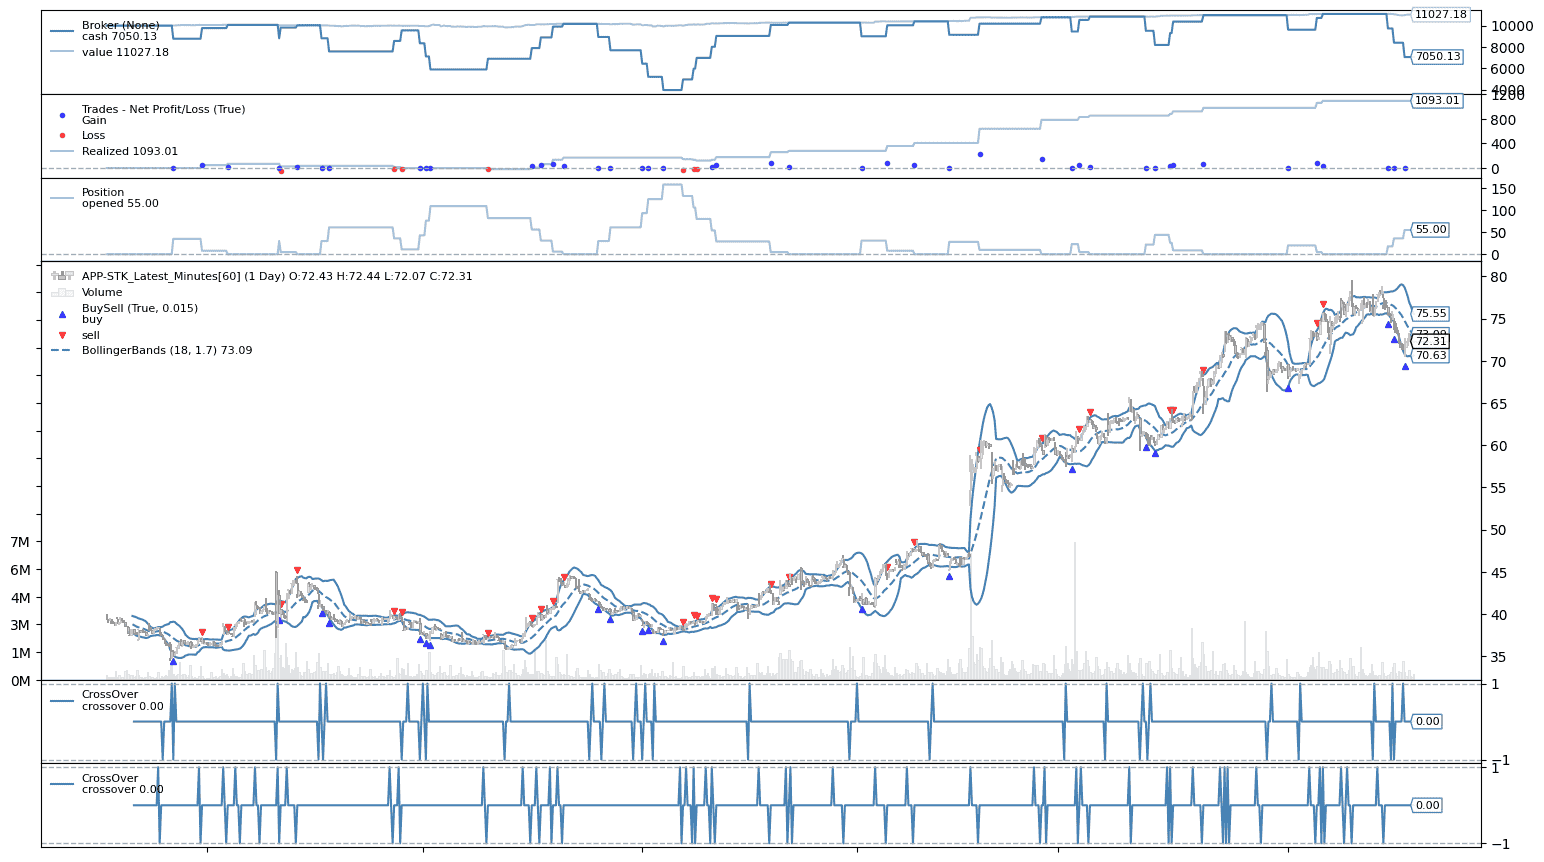 Broker (None)
cash 7050.13
value 11027.18
11027.18
10000
8000
7050.13
6000
4000
Trades - Net Profit/Loss (True)
Gain
Loss
Realized 1093.01
1200
1093.01
800
400
0
Position
opened 55.00
150
100
55.00
50
0
APP-STK_Latest_Minutes[60] (1 Day) O:72.43 H:72.44 L:72.07 C:72.31
Volume
BuySell (True, 0.015)
buy
sell
BollingerBands (18, 1.7) 73.09
80
75.55
75
73.09
72.31
70.63
70
65
60
55
50
45
40
35
7M
6M
4M
3M
1M
0M
CrossOver
crossover 0.00
1
0.00
−1
CrossOver
crossover 0.00
1
0.00
−1